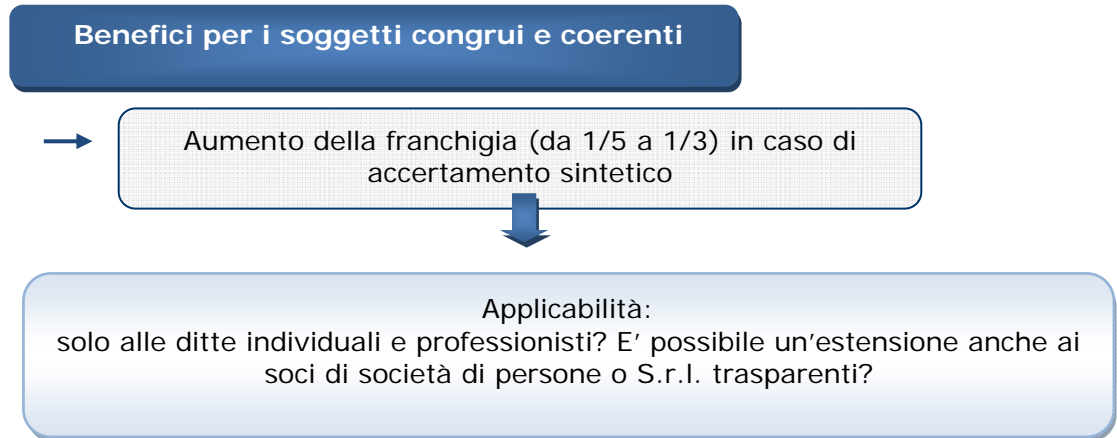 Benefici per i soggetti congrui e coerenti
Aumento della franchigia (da 1/5 a 1/3) in caso di
accertamento sintetico
Applicabilità:
solo alle ditte individuali e professionisti? E’ possibile un’estensione anche ai
soci di società di persone o S.r.l. trasparenti?